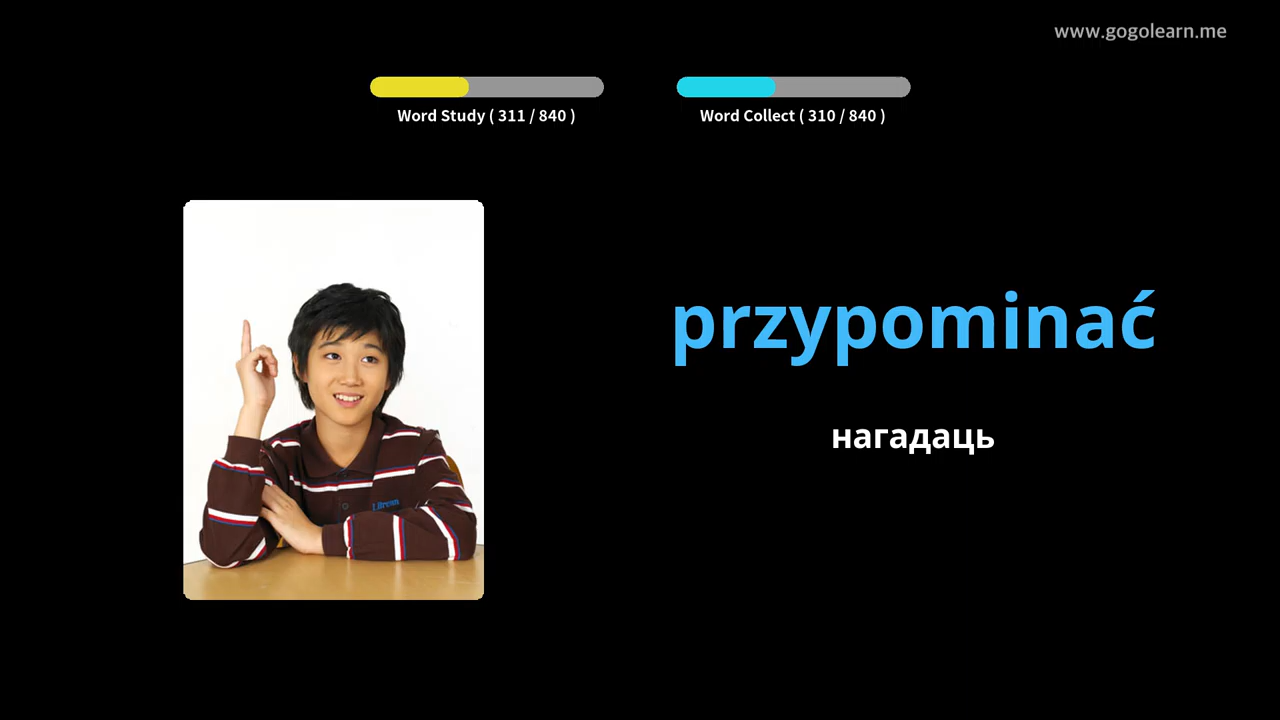 www.gogolearn.me
Word Study ( 311 / 840 )
Word Collect ( 310 / 840 )
przypominać
нагадаць